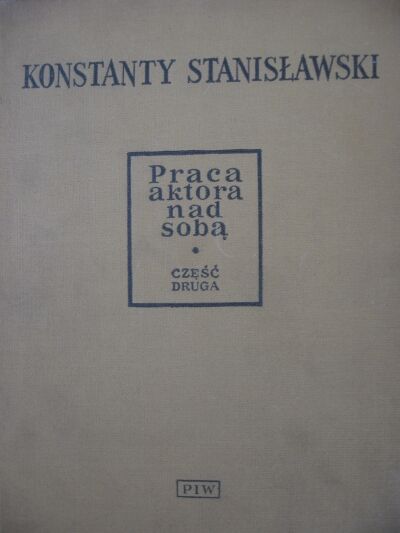 KONSTANTY STANISŁAWSKI
Praca
aktora
nad
sobą
•
CZĘŚĆ
DRUGA
PIW